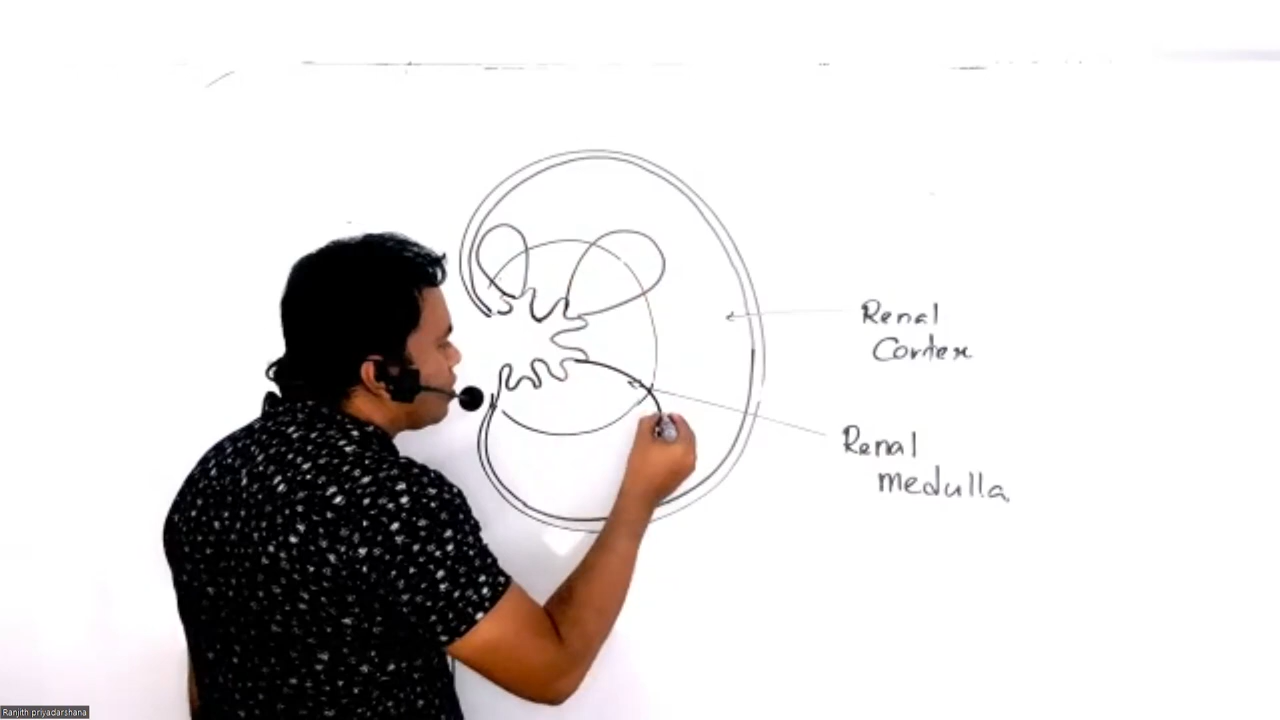 Renal
Cortex
Renal
medulla
Ranjith priyadarshana